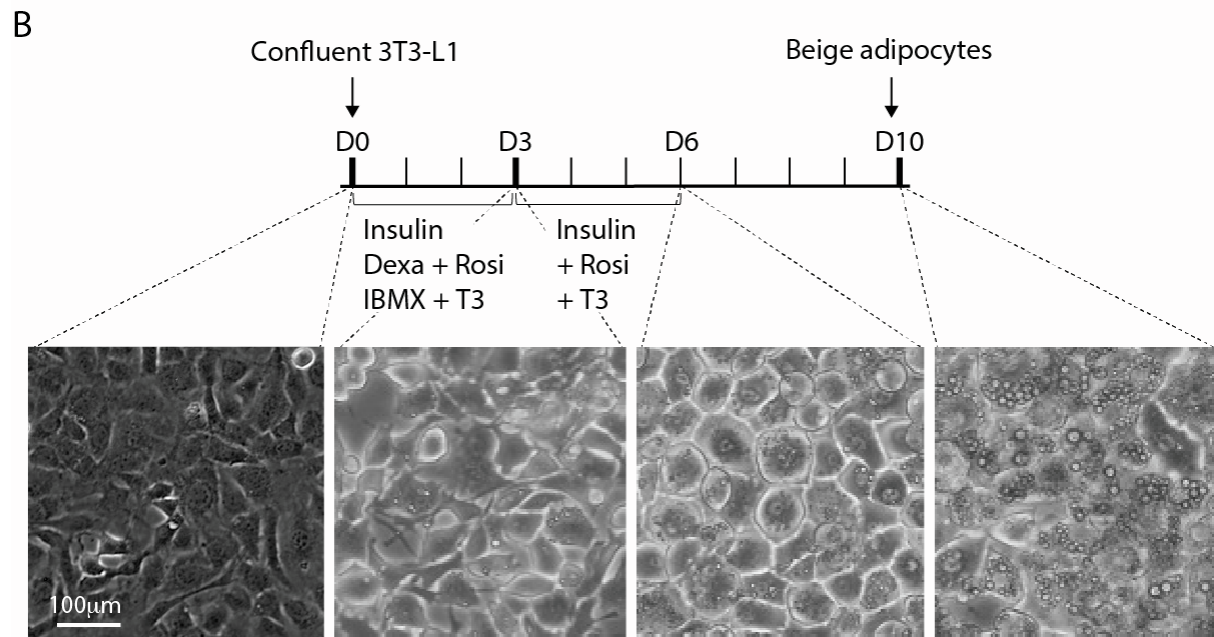 B
Confluent 3T3-L1
Beige adipocytes
D0
D3
D6
D10
Insulin
Dexa + Rosi
IBMX + T3
Insulin
+ Rosi
+ T3
100μm